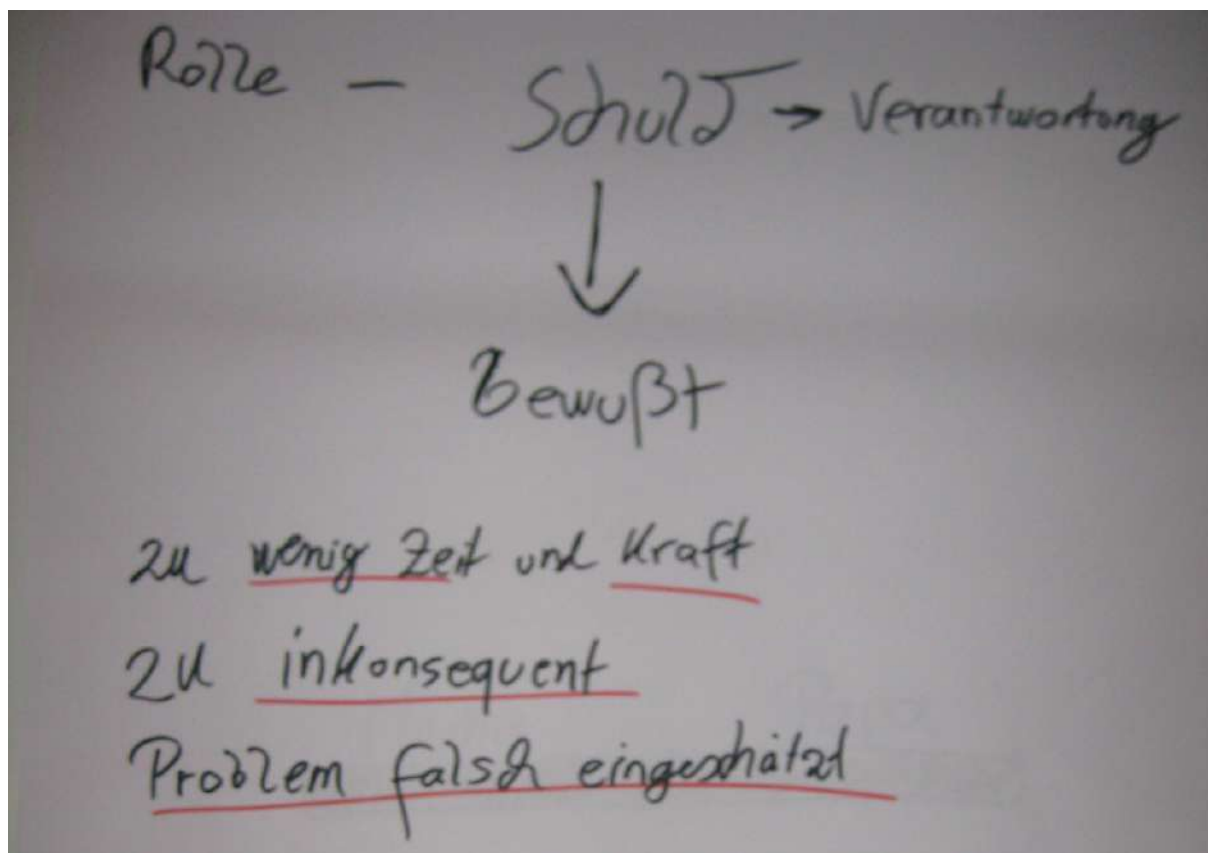 Rolle - Schuld → Verantwortung
↓
Bewußt
zu wenig Zeit und Kraft
zu inkonsequent
Problem falsch eingeschätzt